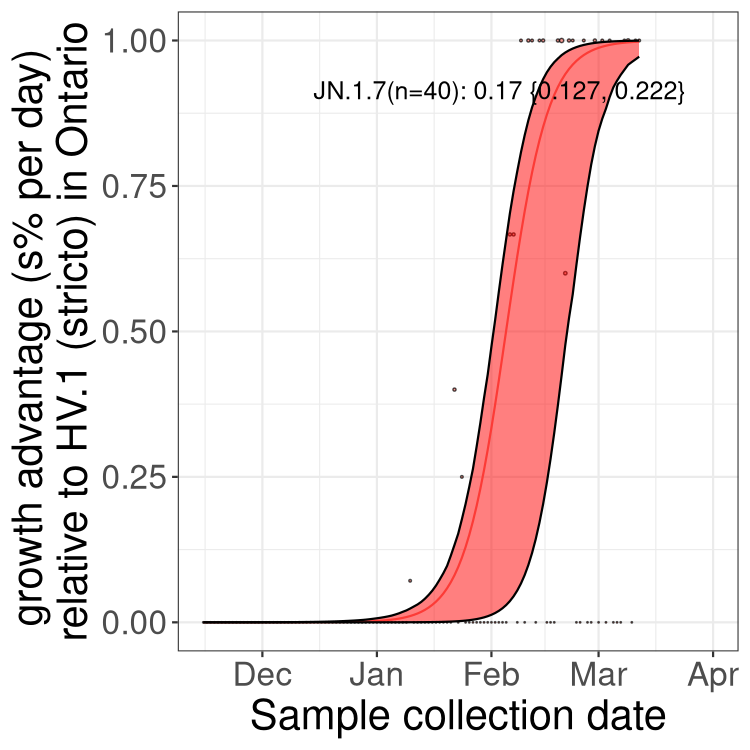 growth advantage (s% per day)
relative to HV.1 (stricto) in Ontario
1.00
0.75
0.50
0.25
0.00
JN.1.7(n=40): 0.17 {0.127, 0.222}
Dec Jan Feb Mar Apr
Sample collection date